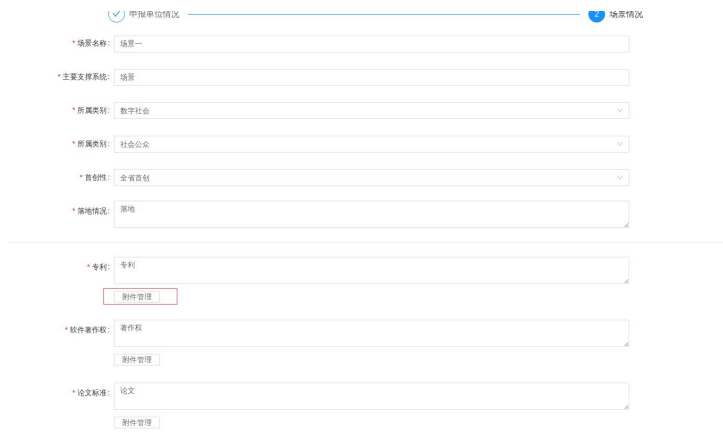 申报单位情况
2 场景情况
* 场景名称: 场景一
* 主要支撑系统: 场景
* 所属类别: 数字社会
* 所属类别: 社会公众
* 首创性: 全省首创
* 落地情况: 落地
* 专利: 专利
附件管理
* 软件著作权: 著作权
附件管理
* 论文标准: 论文
附件管理